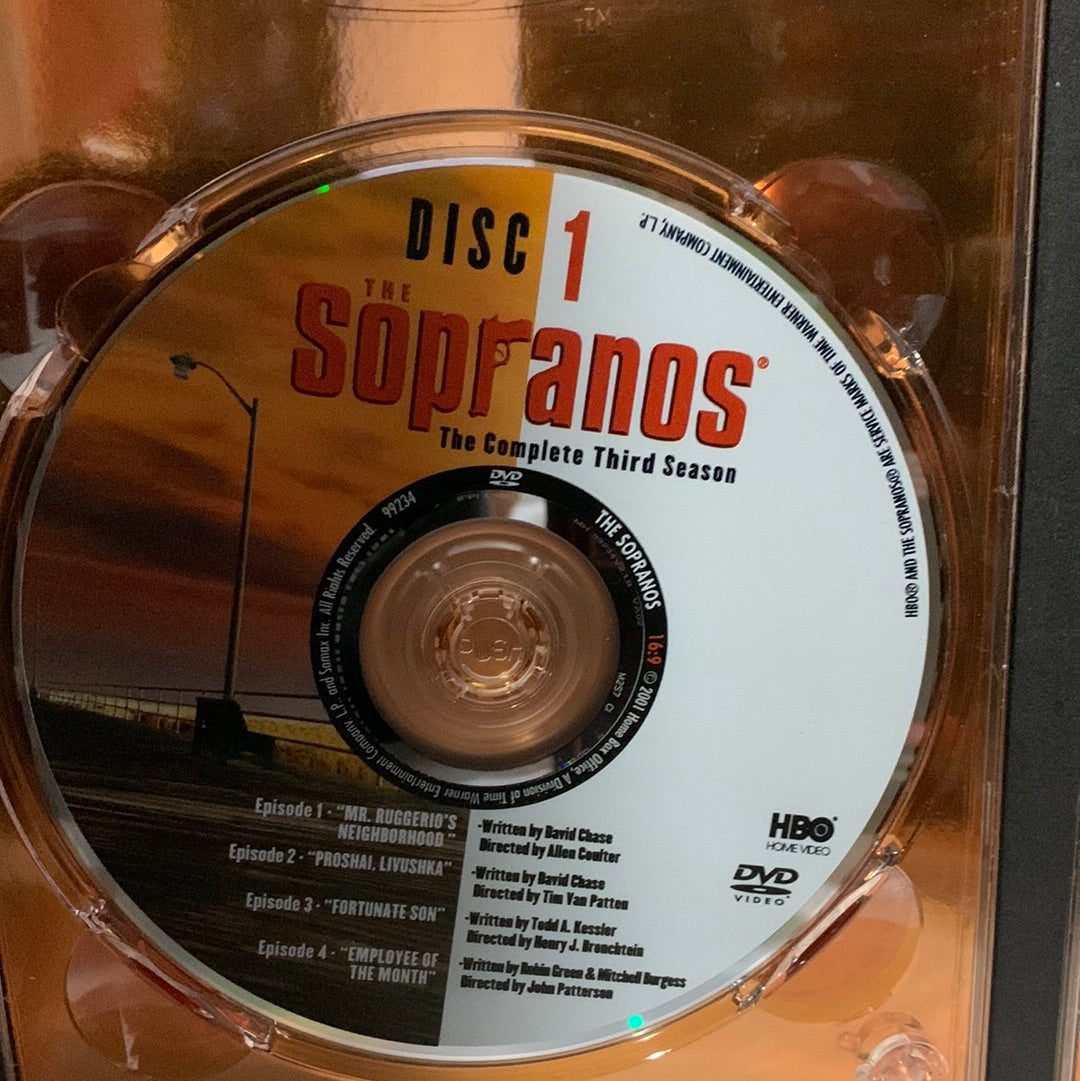 DISC 1
THE
Sopranos®
The Complete Third Season
HBO® AND THE SOPRANOS® ARE SERVICE MARKS OF TIME WARNER ENTERTAINMENT COMPANY, L.P.
DVD
THE SOPRANOS 16:9 © 2001 Home Box Office, A Division of Time Warner Entertainment Company, L.P. and Samax Inc. All Rights Reserved. 99234
M2S7
Push
Episode 1 - “MR. RUGGERIO'S
NEIGHBORHOOD”
-Written by David Chase
Directed by Allen Coulter
Episode 2 - “PROSHAI, LIVUSHKA”
-Written by David Chase
Directed by Tim Van Patten
Episode 3 - “FORTUNATE SON”
-Written by Todd A. Kessler
Directed by Henry J. Bronchtein
Episode 4 - “EMPLOYEE OF
THE MONTH”
-Written by Robin Green & Mitchell Burgess
Directed by John Patterson
HBO®
HOME VIDEO
DVD
VIDEO™
TM